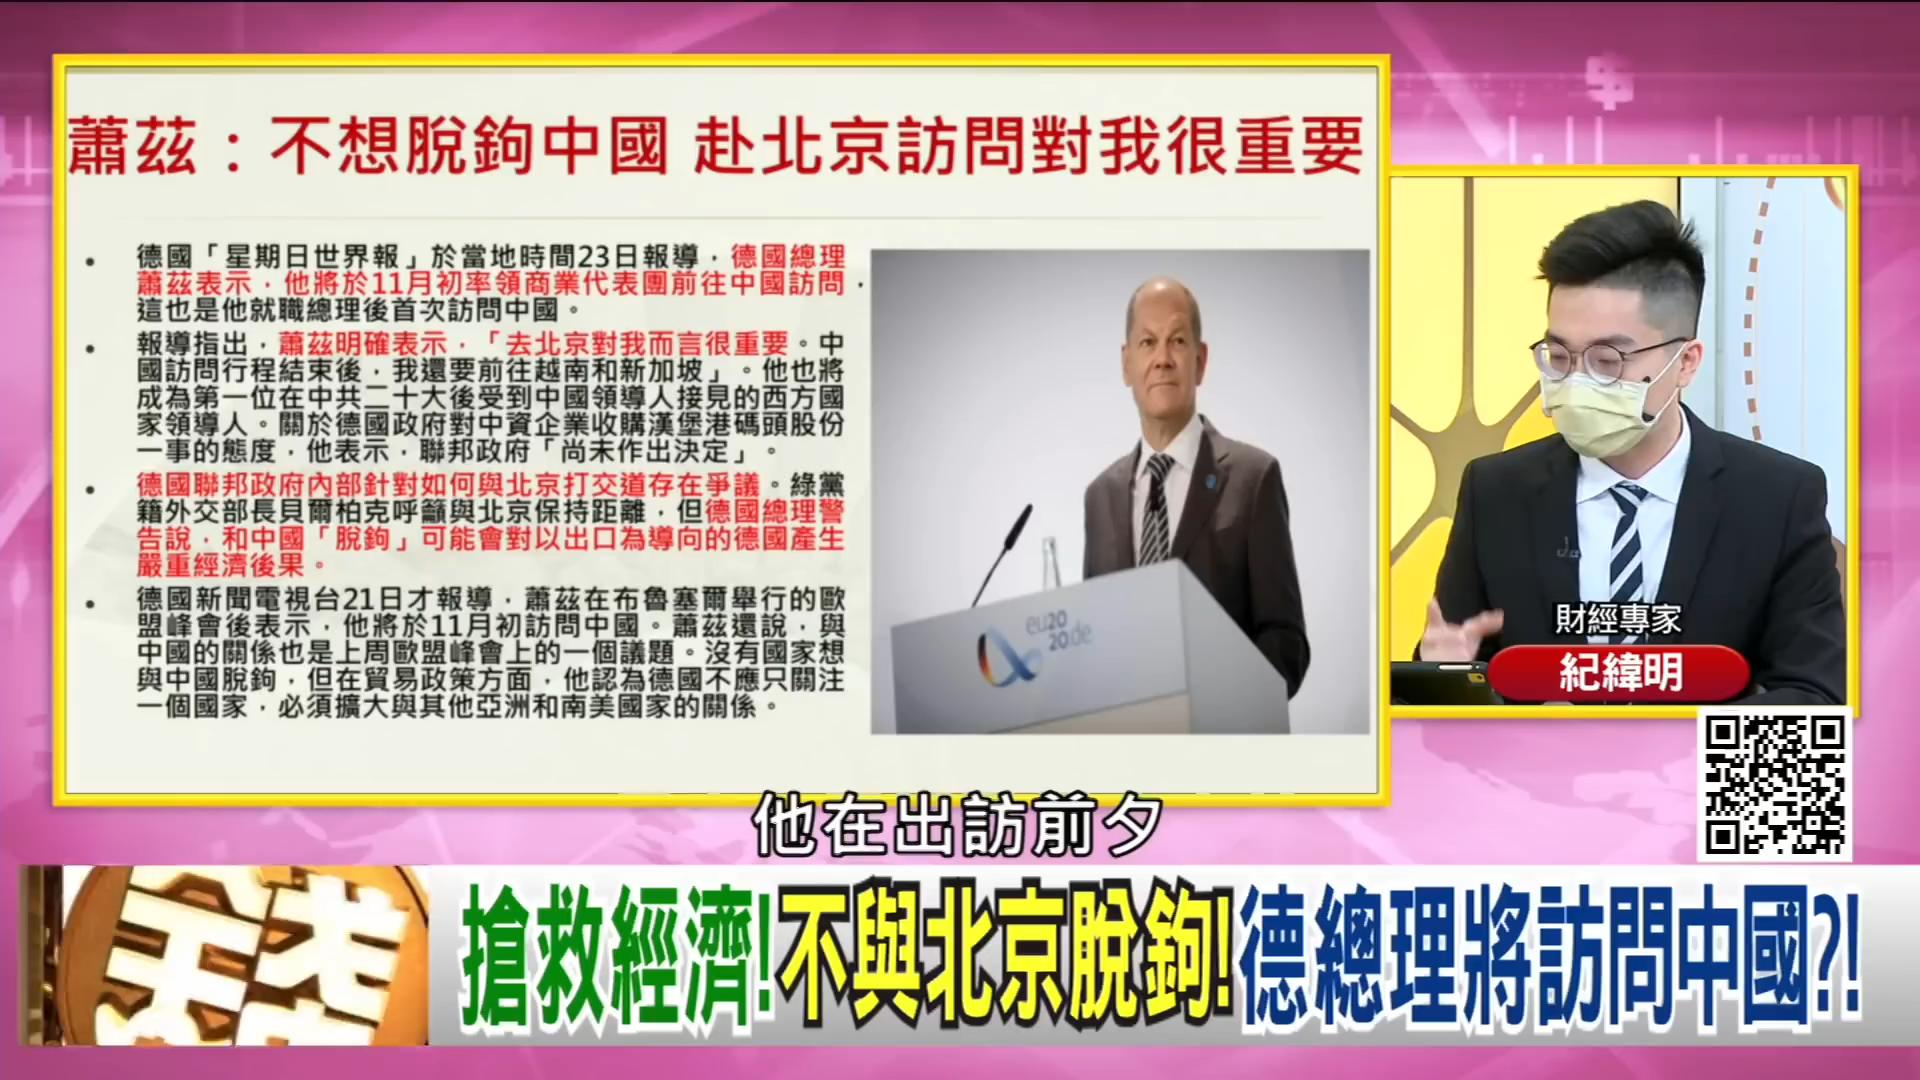 蕭茲：不想脫鉤中國 赴北京訪問對我很重要
• 德國「星期日世界報」於當地時間23日報導，德國總理
蕭茲表示，他將於11月初率領商業代表團前往中國訪問，
這也是他就職總理後首次訪問中國。
• 報導指出，蕭茲明確表示，「去北京對我而言很重要。中
國訪問行程結束後，我還要前往越南和新加坡」。他也將
成為第一位在中共二十大後受到中國領導人接見的西方國
家領導人。關於德國政府對中資企業收購漢堡港碼頭股份
一事的態度，他表示，聯邦政府「尚未作出決定」。
• 德國聯邦政府內部針對如何與北京打交道存在爭議。綠黨
籍外交部長貝爾柏克呼籲與北京保持距離，但德國總理警
告說，和中國「脫鉤」可能會對以出口為導向的德國產生
嚴重經濟後果。
• 德國新聞電視台21日才報導，蕭茲在布魯塞爾舉行的歐
盟峰會後表示，他將於11月初訪問中國。蕭茲還說，與
中國的關係也是上周歐盟峰會上的一個議題。沒有國家想
與中國脫鉤，但在貿易政策方面，他認為德國不應只關注
一個國家，必須擴大與其他亞洲和南美國家的關係。
eu20
20.de
財經專家
紀緯明
他在出訪前夕
搶救經濟!不與北京脫鉤!德總理將訪問中國?!